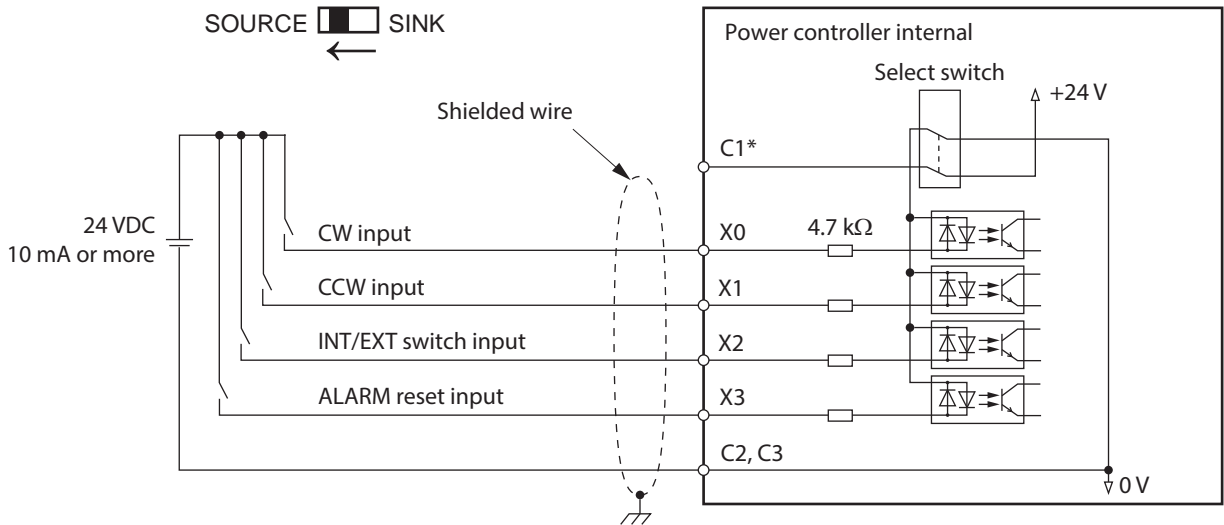 SOURCE SINK
Power controller internal
Select switch
+24 V
Shielded wire
C1*
24 VDC
10 mA or more
CW input
X0
4.7 kΩ
CCW input
X1
INT/EXT switch input
X2
ALARM reset input
X3
C2, C3
0 V